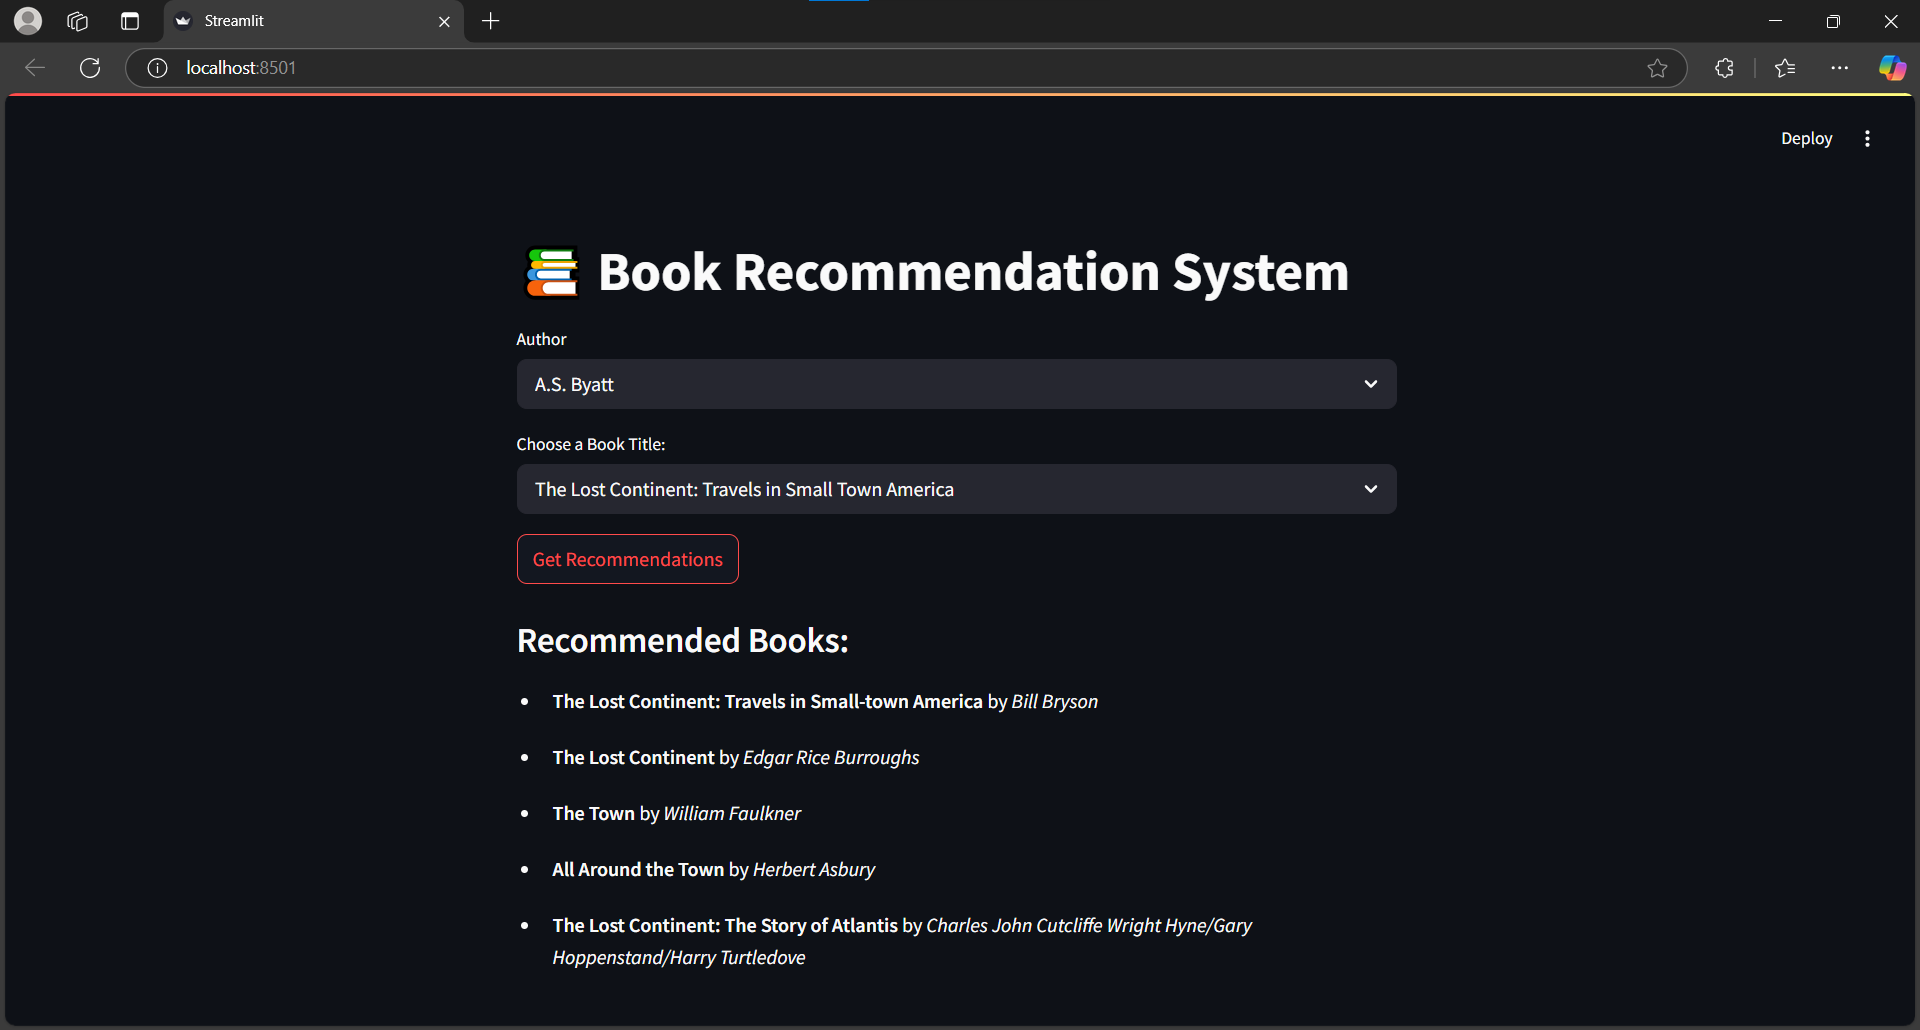 Streamlit
localhost:8501
Deploy
Book Recommendation System
Author
A.S. Byatt
Choose a Book Title:
The Lost Continent: Travels in Small Town America
Get Recommendations
Recommended Books:
The Lost Continent: Travels in Small-town America by Bill Bryson
The Lost Continent by Edgar Rice Burroughs
The Town by William Faulkner
All Around the Town by Herbert Asbury
The Lost Continent: The Story of Atlantis by Charles John Cutcliffe Wright Hyne/Gary
Hoppenstand/Harry Turtledove